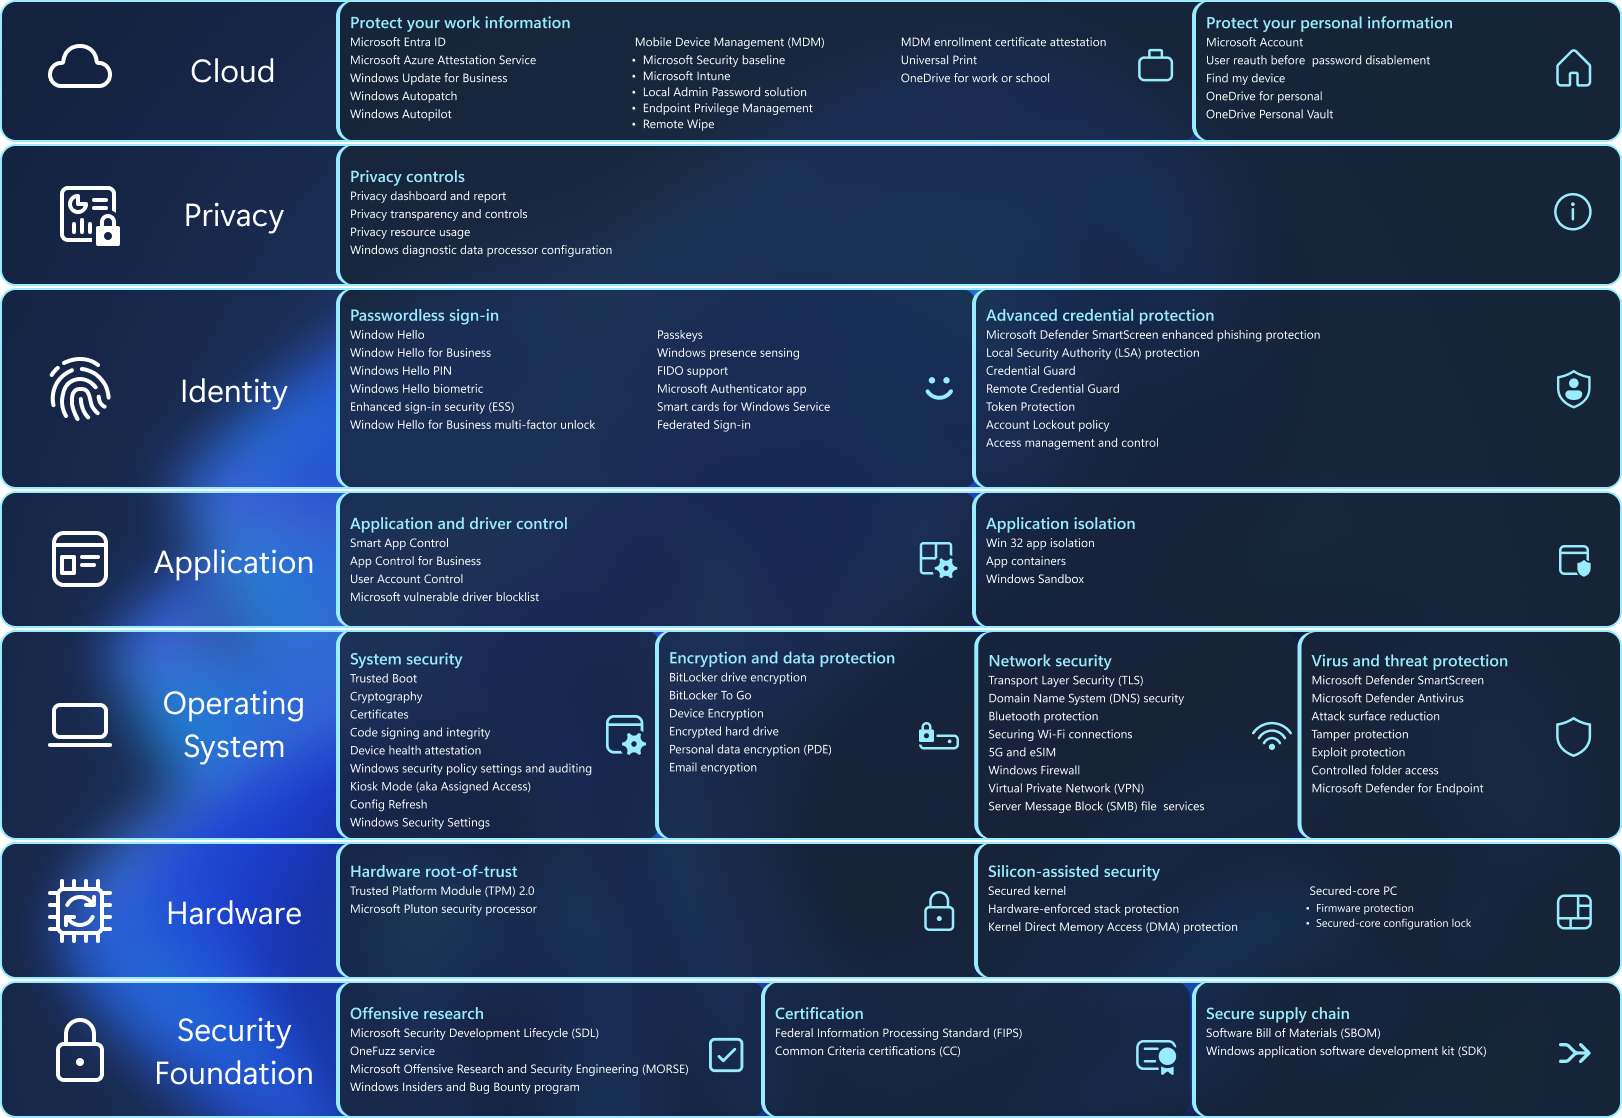 Cloud
Protect your work information
Microsoft Entra ID
Microsoft Azure Attestation Service
Windows Update for Business
Windows Autopatch
Windows Autopilot
Mobile Device Management (MDM)
• Microsoft Security baseline
• Microsoft Intune
• Local Admin Password solution
• Endpoint Privilege Management
• Remote Wipe
MDM enrollment certificate attestation
Universal Print
OneDrive for work or school
Protect your personal information
Microsoft Account
User reauth before  password disablement
Find my device
OneDrive for personal
OneDrive Personal Vault
Privacy
Privacy controls
Privacy dashboard and report
Privacy transparency and controls
Privacy resource usage
Windows diagnostic data processor configuration
Identity
Passwordless sign-in
Window Hello
Window Hello for Business
Windows Hello PIN
Windows Hello biometric
Enhanced sign-in security (ESS)
Window Hello for Business multi-factor unlock
Passkeys
Windows presence sensing
FIDO support
Microsoft Authenticator app
Smart cards for Windows Service
Federated Sign-in
Advanced credential protection
Microsoft Defender SmartScreen enhanced phishing protection
Local Security Authority (LSA) protection
Credential Guard
Remote Credential Guard
Token Protection
Account Lockout policy
Access management and control
Application
Application and driver control
Smart App Control
App Control for Business
User Account Control
Microsoft vulnerable driver blocklist
Application isolation
Win 32 app isolation
App containers
Windows Sandbox
Operating
System
System security
Trusted Boot
Cryptography
Certificates
Code signing and integrity
Device health attestation
Windows security policy settings and auditing
Kiosk Mode (aka Assigned Access)
Config Refresh
Windows Security Settings
Encryption and data protection
BitLocker drive encryption
BitLocker To Go
Device Encryption
Encrypted hard drive
Personal data encryption (PDE)
Email encryption
Network security
Transport Layer Security (TLS)
Domain Name System (DNS) security
Bluetooth protection
Securing Wi-Fi connections
5G and eSIM
Windows Firewall
Virtual Private Network (VPN)
Server Message Block (SMB) file  services
Virus and threat protection
Microsoft Defender SmartScreen
Microsoft Defender Antivirus
Attack surface reduction
Tamper protection
Exploit protection
Controlled folder access
Microsoft Defender for Endpoint
Hardware
Hardware root-of-trust
Trusted Platform Module (TPM) 2.0
Microsoft Pluton security processor
Silicon-assisted security
Secured kernel
Hardware-enforced stack protection
Kernel Direct Memory Access (DMA) protection
Secured-core PC
• Firmware protection
• Secured-core configuration lock
Security
Foundation
Offensive research
Microsoft Security Development Lifecycle (SDL)
OneFuzz service
Microsoft Offensive Research and Security Engineering (MORSE)
Windows Insiders and Bug Bounty program
Certification
Federal Information Processing Standard (FIPS)
Common Criteria certifications (CC)
Secure supply chain
Software Bill of Materials (SBOM)
Windows application software development kit (SDK)